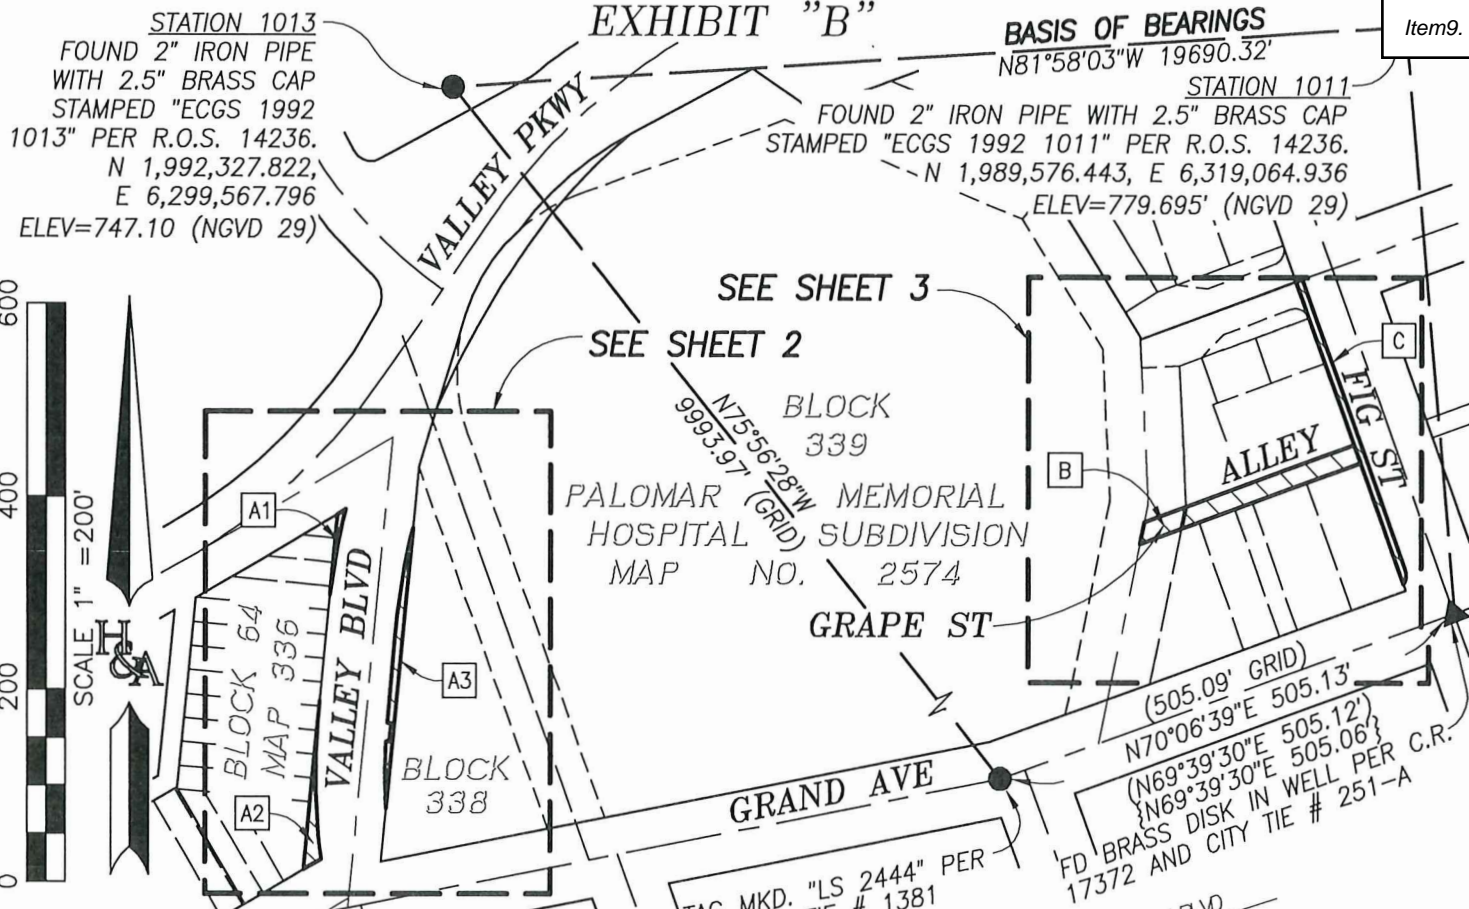 EXHIBIT "B"
Item9.
STATION 1013
FOUND 2" IRON PIPE
WITH 2.5" BRASS CAP
STAMPED "ECGS 1992
1013" PER R.O.S. 14236.
N 1,992,327.822,
E 6,299,567.796
ELEV=747.10 (NGVD 29)
BASIS OF BEARINGS
N81°58'03"W 19690.32'
STATION 1011
FOUND 2" IRON PIPE WITH 2.5" BRASS CAP
STAMPED "ECGS 1992 1011" PER R.O.S. 14236.
N 1,989,576.443, E 6,319,064.936
ELEV=779.695' (NGVD 29)
VALLEY PKWY
SEE SHEET 3
SEE SHEET 2
N75°56'28"W
9993.97' (GRID)
BLOCK
339
PALOMAR MEMORIAL
HOSPITAL SUBDIVISION
MAP NO. 2574
C
FIG ST
ALLEY
B
GRAPE ST
600
400
200
0
SCALE 1" =200'
H&A
A1
BLOCK 64
MAP 336
VALLEY BLVD
A3
A2
BLOCK
338
GRAND AVE
(505.09' GRID)
N70°06'39"E 505.13'
(N69°39'30"E 505.12')
{N69°39'30"E 505.06'}
FD BRASS DISK IN WELL PER C.R.
17372 AND CITY TIE # 251-A
TAG MKD. "LS 2444" PER
# 1381